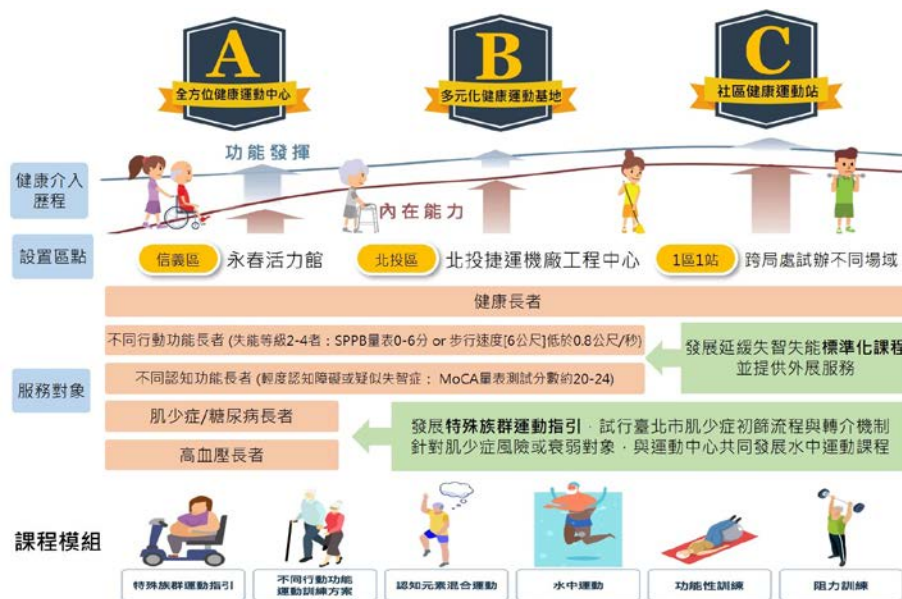 A
全方位健康運動中心
B
多元化健康運動基地
C
社區健康運動站
健康介入
歷程
功能發揮
內在能力
設置區點
信義區
永春活力館
北投區
北投捷運機廠工程中心
1區1站
跨局處試辦不同場域
服務對象
健康長者
不同行動功能長者 (失能等級2-4者：SPPB量表0-6分 or 步行速度[6公尺]低於0.8公尺/秒)
不同認知功能長者 (輕度認知障礙或疑似失智症： MoCA量表測試分數約20-24)
發展延緩失智失能標準化課程
並提供外展服務
肌少症/糖尿病長者
高血壓長者
發展特殊族群運動指引，試行臺北市肌少症初篩流程與轉介機制
針對肌少症風險或衰弱對象，與運動中心共同發展水中運動課程
課程模組
特殊族群運動指引
不同行動功能
運動訓練方案
認知元素混合運動
水中運動
功能性訓練
阻力訓練